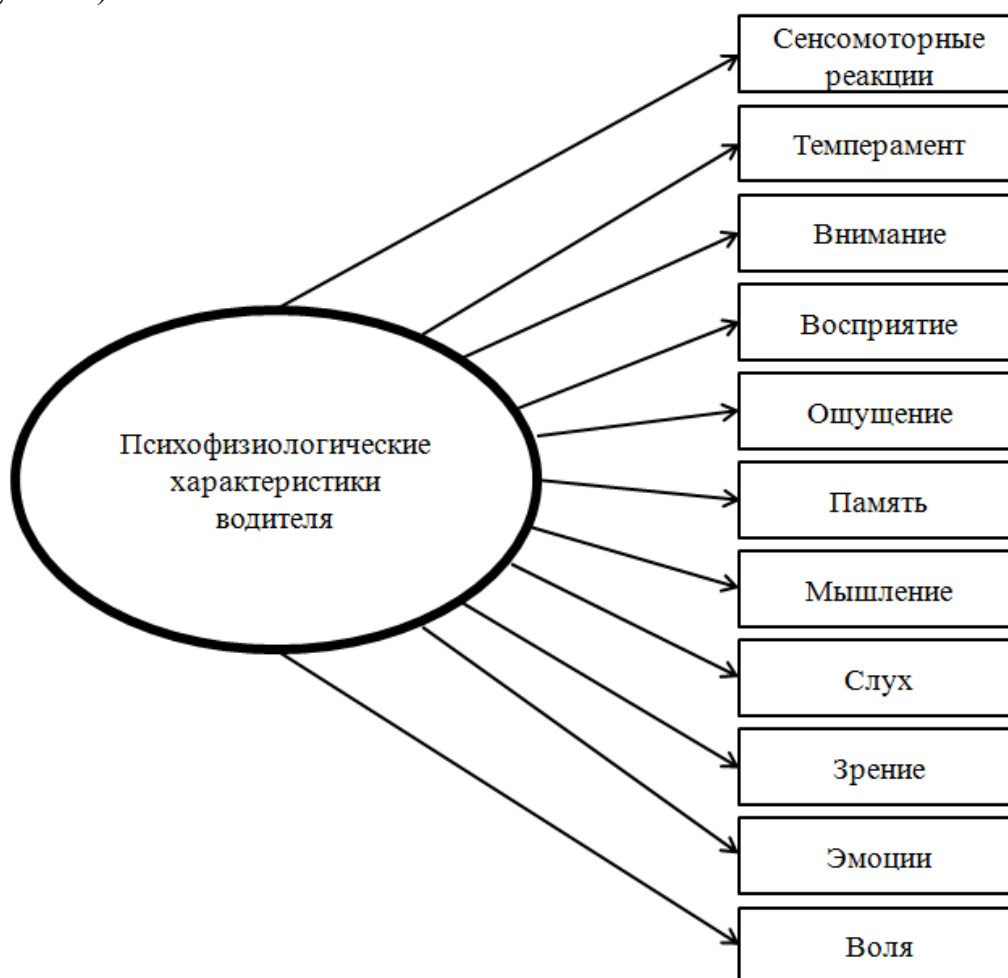 Сенсомоторные
реакции
Темперамент
Внимание
Восприятие
Ощущение
Психофизиологические
характеристики
водителя
Память
Мышление
Слух
Зрение
Эмоции
Воля